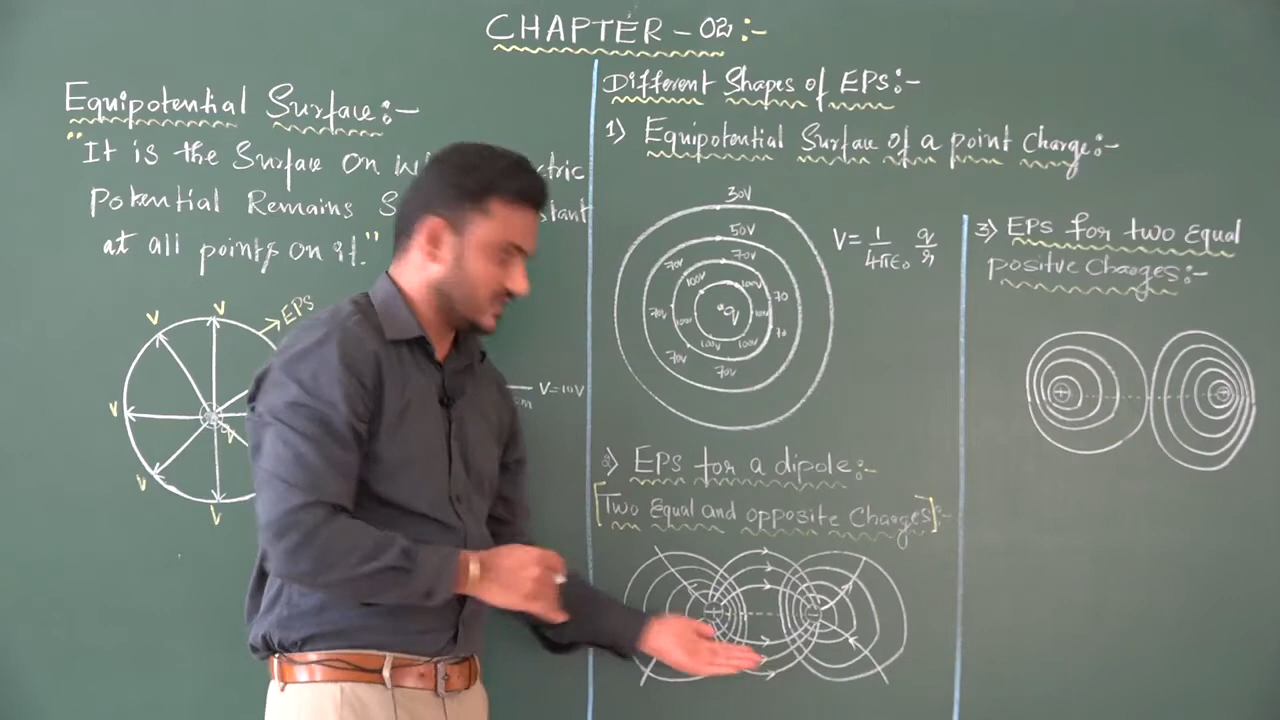 CHAPTER - 02:-
Equipotential Surface:-
"It is the Surface on
Potential Remains
at all points on it."
V
V
EPS
V
V
V
V
V=10V
Different Shapes of EPS:-
1) Equipotential Surface of a point Charge:-
30V
50V
70V
70V
100V
100V
70
70V
100V
q
100V
70
100V
100V
70V
70V
V = 1/4πε₀ q/r
2) EPS for a dipole:-
[Two Equal and opposite Charges]:-
+
-
3) EPS for two Equal
positve Charges:-
+
+